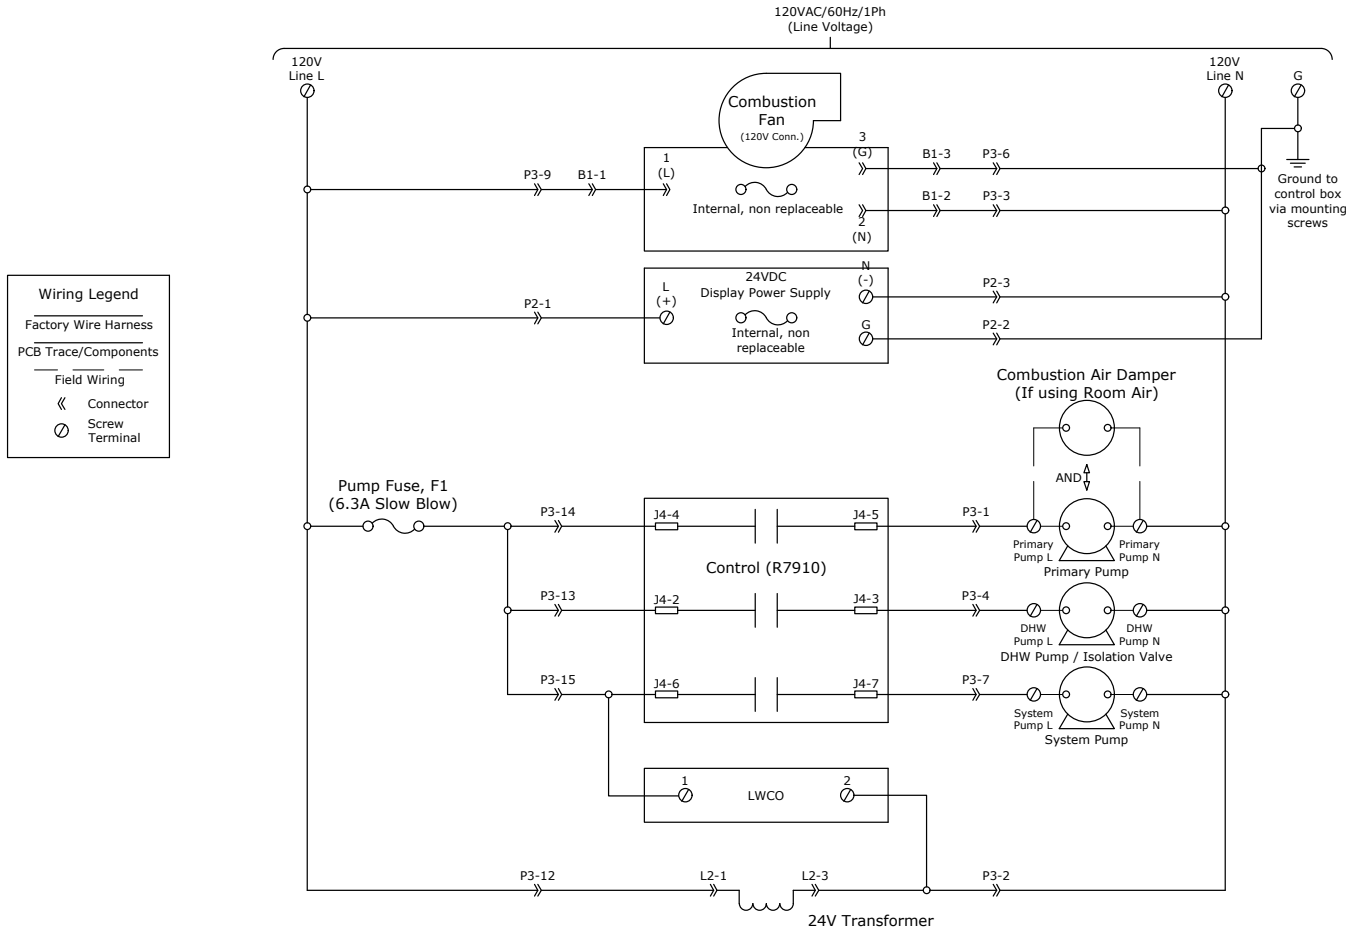 120VAC/60Hz/1Ph
(Line Voltage)
120V
Line L
120V
Line N
G
Combustion
Fan
(120V Conn.)
3
(G)
B1-3
P3-6
1
(L)
P3-9
B1-1
Internal, non replaceable
B1-2
P3-3
2
(N)
Ground to
control box
via mounting
screws
Wiring Legend
Factory Wire Harness
PCB Trace/Components
Field Wiring
Connector
Screw
Terminal
24VDC
Display Power Supply
N
(-)
P2-3
L
(+)
P2-1
Internal, non
replaceable
G
P2-2
Combustion Air Damper
(If using Room Air)
AND
Pump Fuse, F1
(6.3A Slow Blow)
P3-14
J4-4
J4-5
P3-1
Primary
Pump L
Primary
Pump N
Primary Pump
Control (R7910)
P3-13
J4-2
J4-3
P3-4
DHW
Pump L
DHW
Pump N
DHW Pump / Isolation Valve
P3-15
J4-6
J4-7
P3-7
System
Pump L
System
Pump N
System Pump
1
LWCO
2
P3-12
L2-1
L2-3
P3-2
24V Transformer